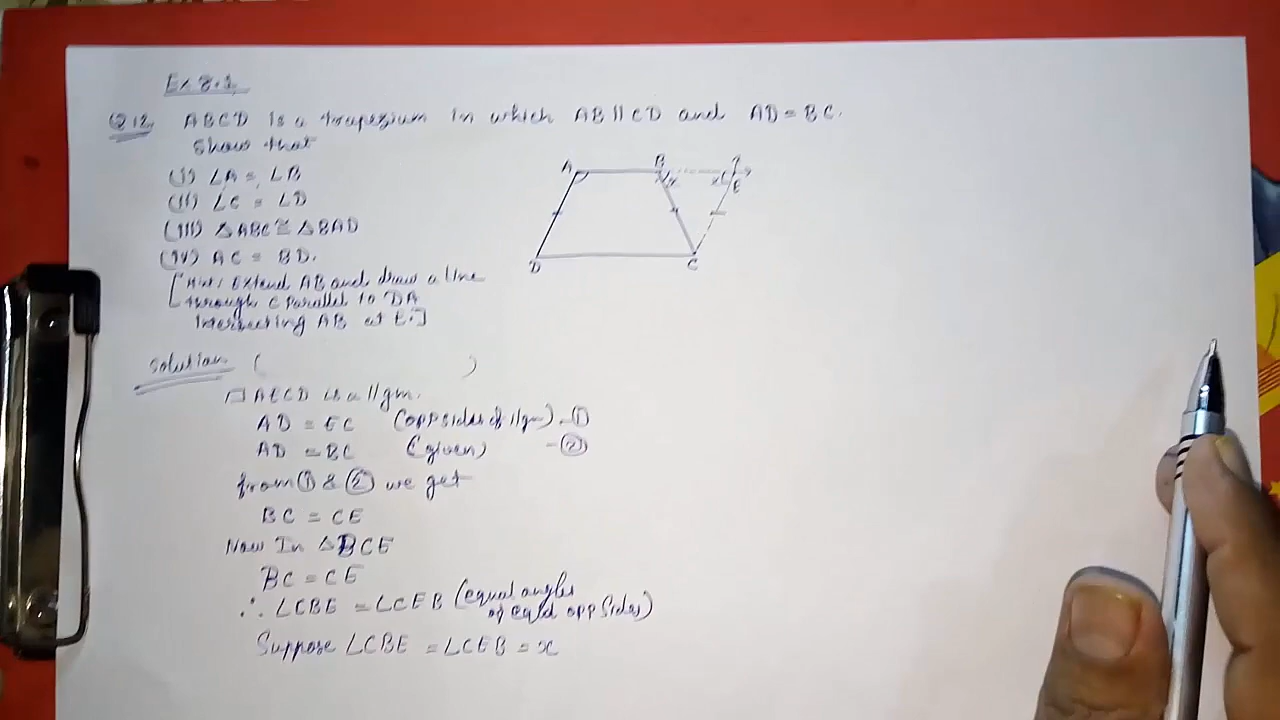 Ex 8.1
Q12. ABCD is a trapezium in which AB || CD and AD = BC.
Show that
(i) ∠A = ∠B
(ii) ∠C = ∠D
(iii) △ABC ≅ △BAD
(iv) AC = BD.
[Hint: Extend AB and draw a line
through C parallel to DA
Intersecting AB at E.]
A B E
D C
x x
Solution ( )
□ AECD is a ||gm.
AD = EC (opp sides of ||gm) - ①
AD = BC (given) - ②
from ① & ② we get
BC = CE
Now In △BCE
BC = CE
∴ ∠CBE = ∠CEB (equal angles
of eqal opp sides)
Suppose ∠CBE = ∠CEB = x